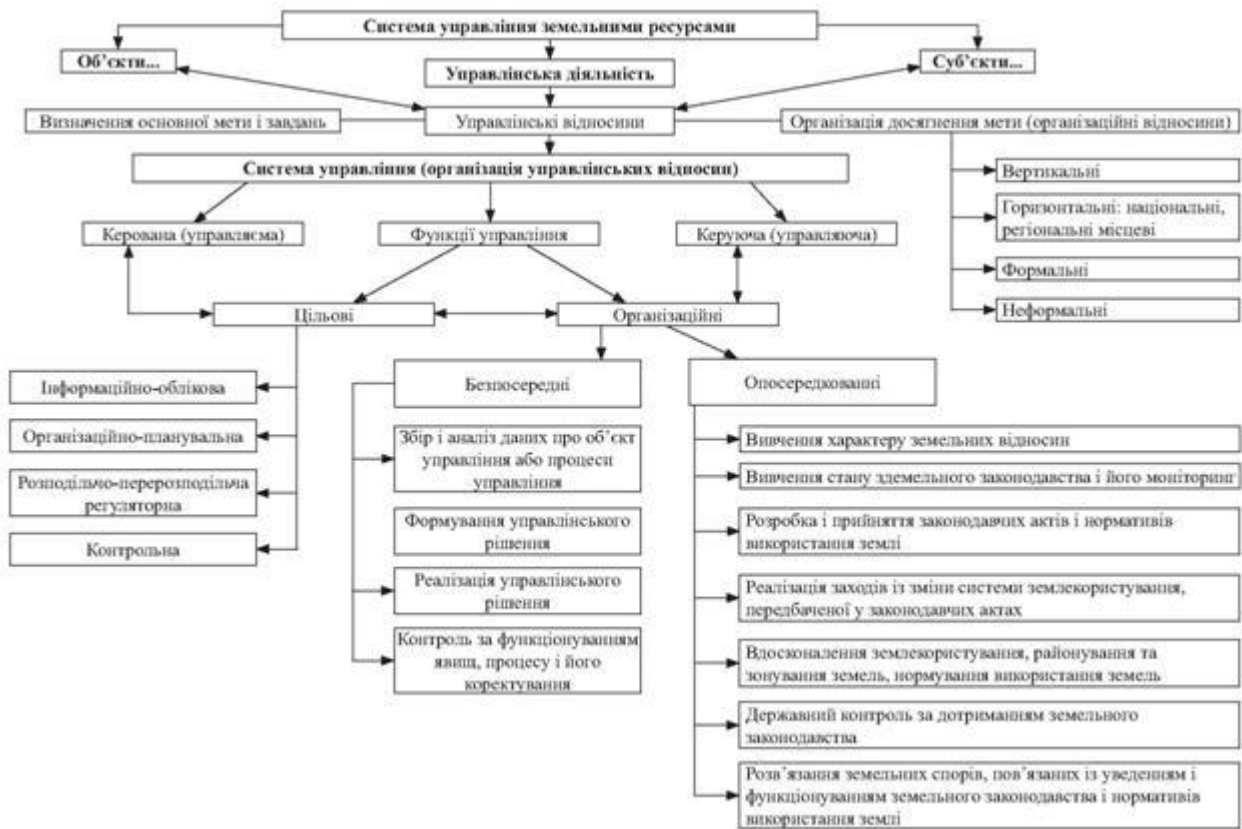 Система управління земельними ресурсами
Об’єкти...
Суб’єкти...
Управлінська діяльність
Визначення основної мети і завдань
Управлінські відносини
Організація досягнення мети (організаційні відносини)
Система управління (організація управлінських відносин)
Вертикальні
Горизонтальні: національні,
регіональні місцеві
Формальні
Неформальні
Керована (управляєма)
Функції управління
Керуюча (управляюча)
Цільові
Організаційні
Інформаційно-облікова
Організаційно-планувальна
Розподільчо-перерозподільча
регуляторна
Контрольна
Безпосередні
Збір і аналіз даних про об’єкт
управління або процеси
управління
Формування управлінського
рішення
Реалізація управлінського
рішення
Контроль за функціонуванням
явищ, процесу і його
коректування
Опосередкованні
Вивчення характеру земельних відносин
Вивчення стану здемельного законодавства і його моніторинг
Розробка і прийняття законодавчих актів і нормативів
використання землі
Реалізація заходів із зміни системи землекористування,
передбаченої у законодавчих актах
Вдосконалення землекористування, районування та
зонування земель, нормування використання земель
Державний контроль за дотриманням земельного
законодавства
Розв’язання земельних спорів, пов’язаних із уведенням і
функціонуванням земельного законодавства і нормативів
використання землі